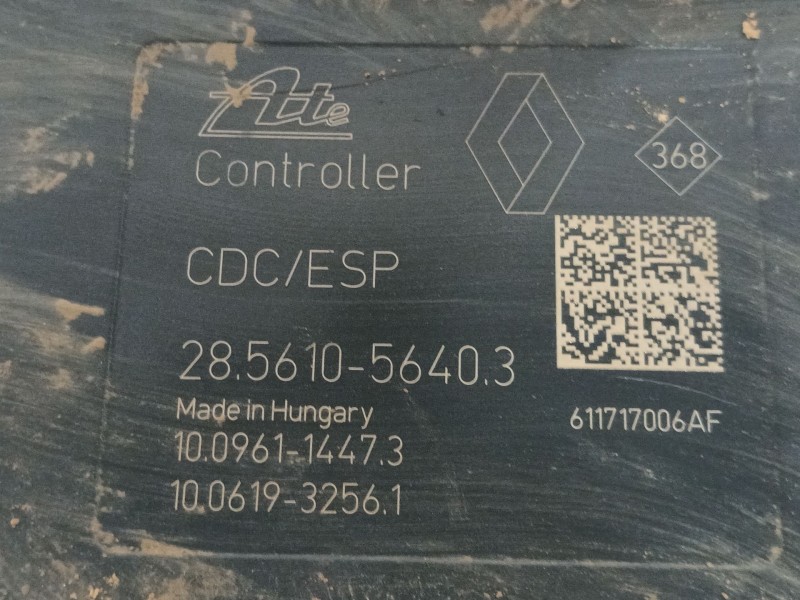 Ate
Controller
368
CDC/ESP
28.5610-5640.3
Made in Hungary
611717006AF
10.0961-1447.3
10.0619-3256.1